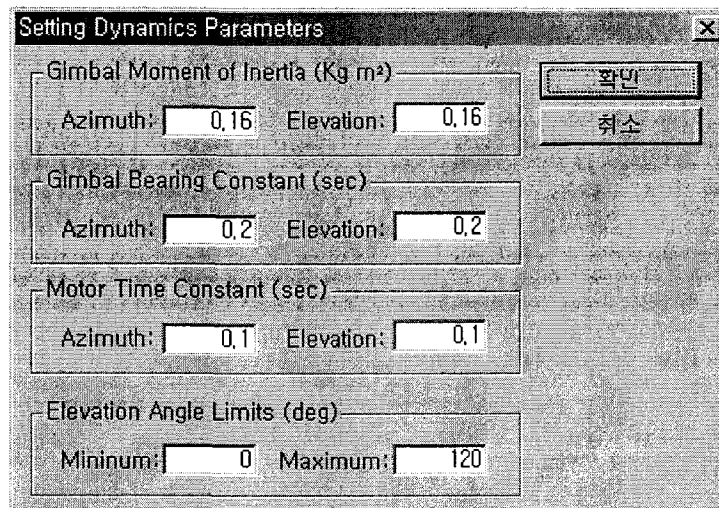 Setting Dynamics Parameters
Gimbal Moment of Inertia (Kg m²)
Azimuth: 0,16 Elevation: 0,16
확인
취소
Gimbal Bearing Constant (sec)
Azimuth: 0,2 Elevation: 0,2
Motor Time Constant (sec)
Azimuth: 0,1 Elevation: 0,1
Elevation Angle Limits (deg)
Mininum: 0 Maximum: 120